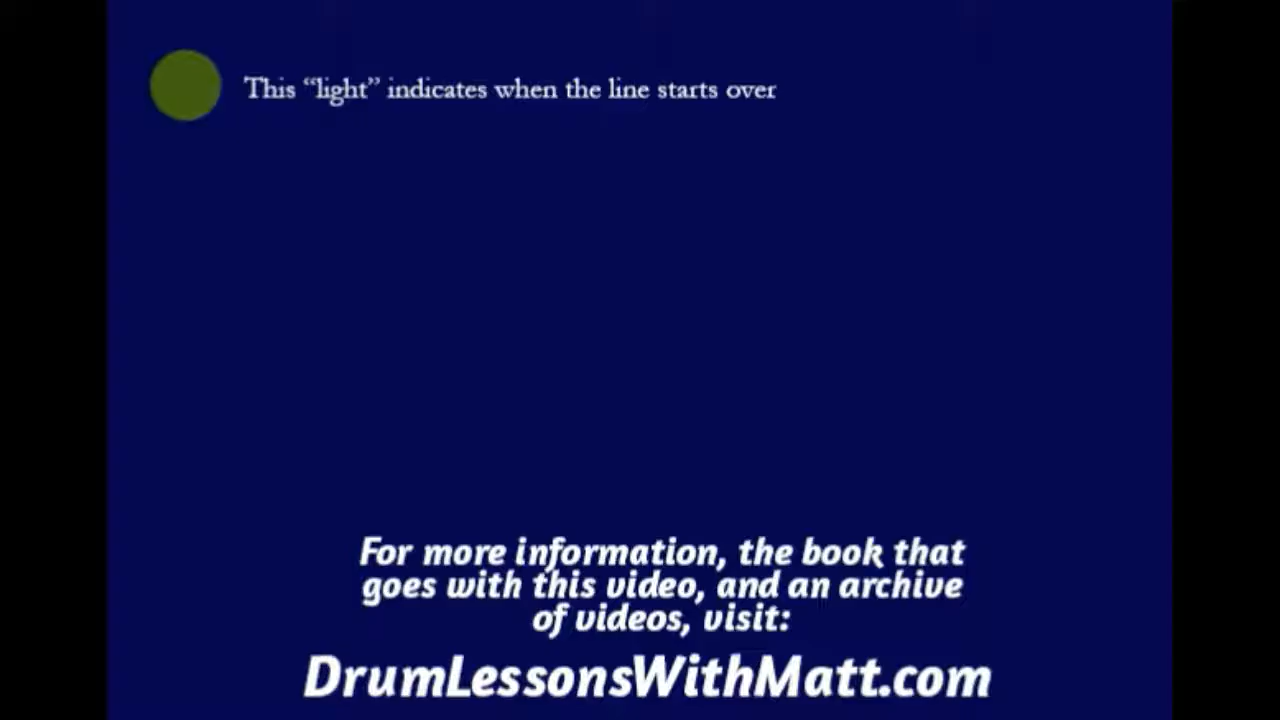 This “light” indicates when the line starts over
For more information, the book that
goes with this video, and an archive
of videos, visit:
DrumLessonsWithMatt.com